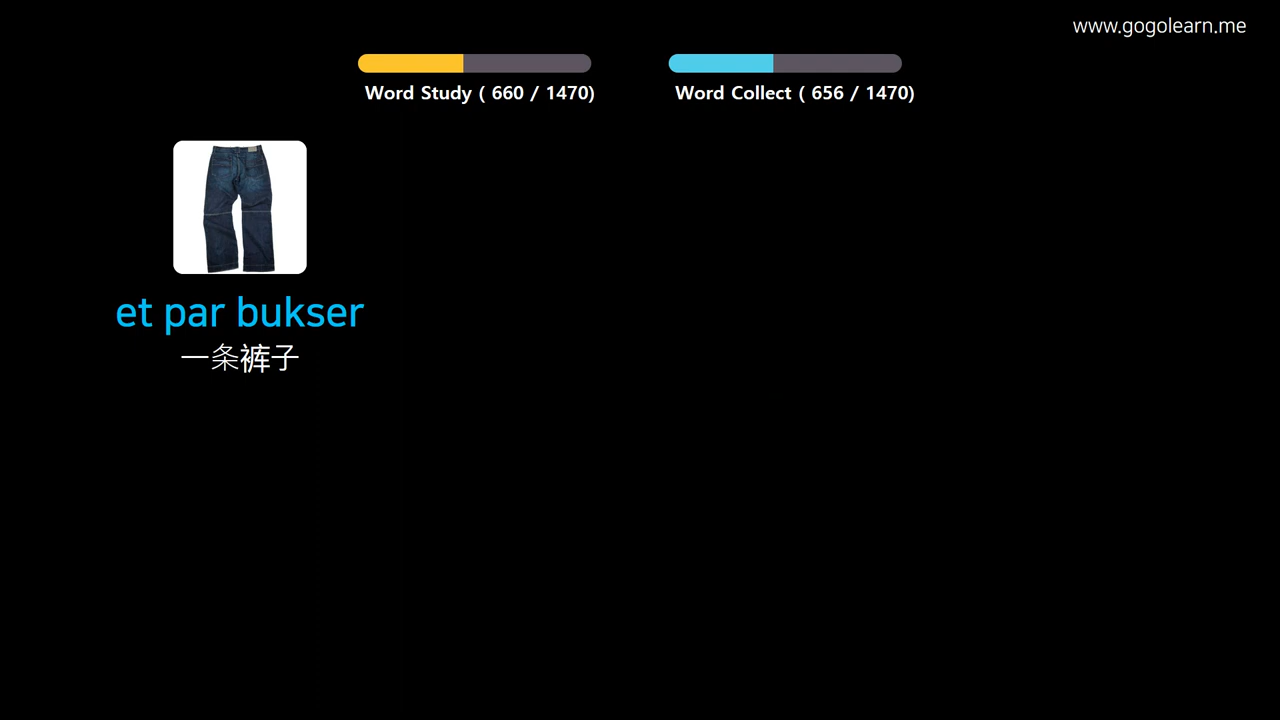 www.gogolearn.me
Word Study ( 660 / 1470)
Word Collect ( 656 / 1470)
et par bukser
一条裤子